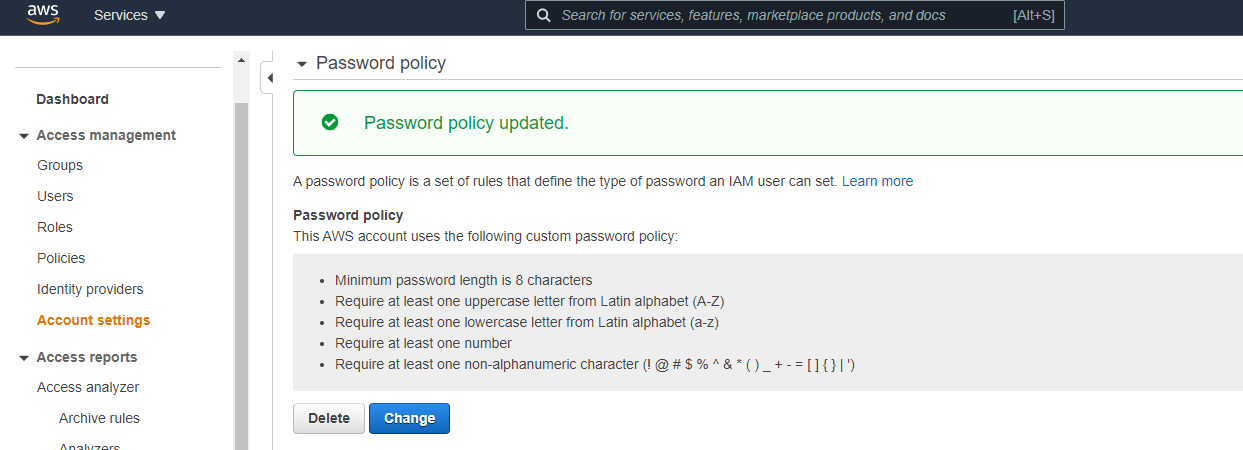 aws
Services
Search for services, features, marketplace products, and docs
[Alt+S]
Dashboard
Access management
Groups
Users
Roles
Policies
Identity providers
Account settings
Access reports
Access analyzer
Archive rules
Analyzers
Password policy
Password policy updated.
A password policy is a set of rules that define the type of password an IAM user can set. Learn more
Password policy
This AWS account uses the following custom password policy:
• Minimum password length is 8 characters
• Require at least one uppercase letter from Latin alphabet (A-Z)
• Require at least one lowercase letter from Latin alphabet (a-z)
• Require at least one number
• Require at least one non-alphanumeric character (! @ # $ % ^ & * ( ) _ + - = [ ] { } | ')
Delete
Change